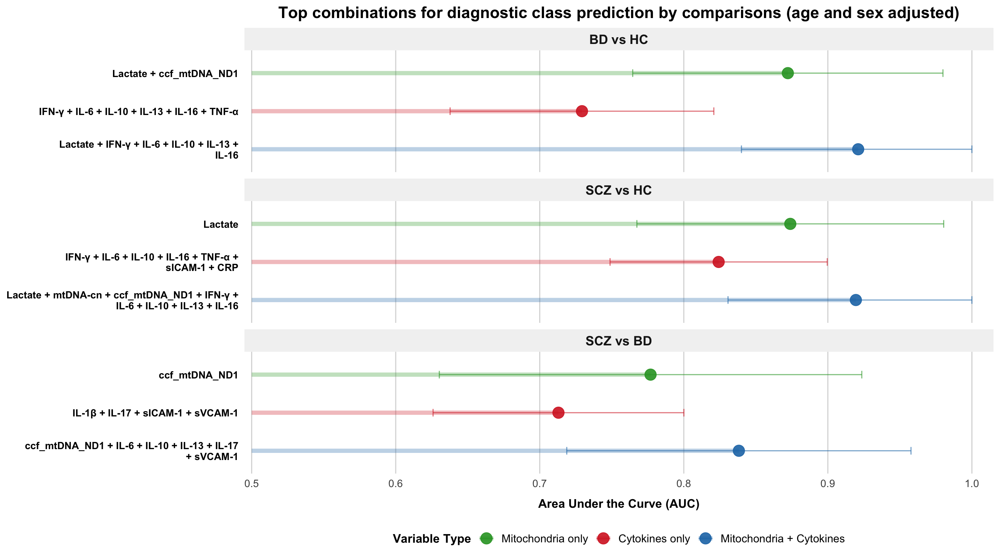 Top combinations for diagnostic class prediction by comparisons (age and sex adjusted)
BD vs HC
Lactate + ccf_mtDNA_ND1
IFN-γ + IL-6 + IL-10 + IL-13 + IL-16 + TNF-α
Lactate + IFN-γ + IL-6 + IL-10 + IL-13 +
IL-16
SCZ vs HC
Lactate
IFN-γ + IL-6 + IL-10 + IL-16 + TNF-α +
sICAM-1 + CRP
Lactate + mtDNA-cn + ccf_mtDNA_ND1 + IFN-γ +
IL-6 + IL-10 + IL-13 + IL-16
SCZ vs BD
ccf_mtDNA_ND1
IL-1β + IL-17 + sICAM-1 + sVCAM-1
ccf_mtDNA_ND1 + IL-6 + IL-10 + IL-13 + IL-17
+ sVCAM-1
0.5 0.6 0.7 0.8 0.9 1.0
Area Under the Curve (AUC)
Variable Type Mitochondria only Cytokines only Mitochondria + Cytokines